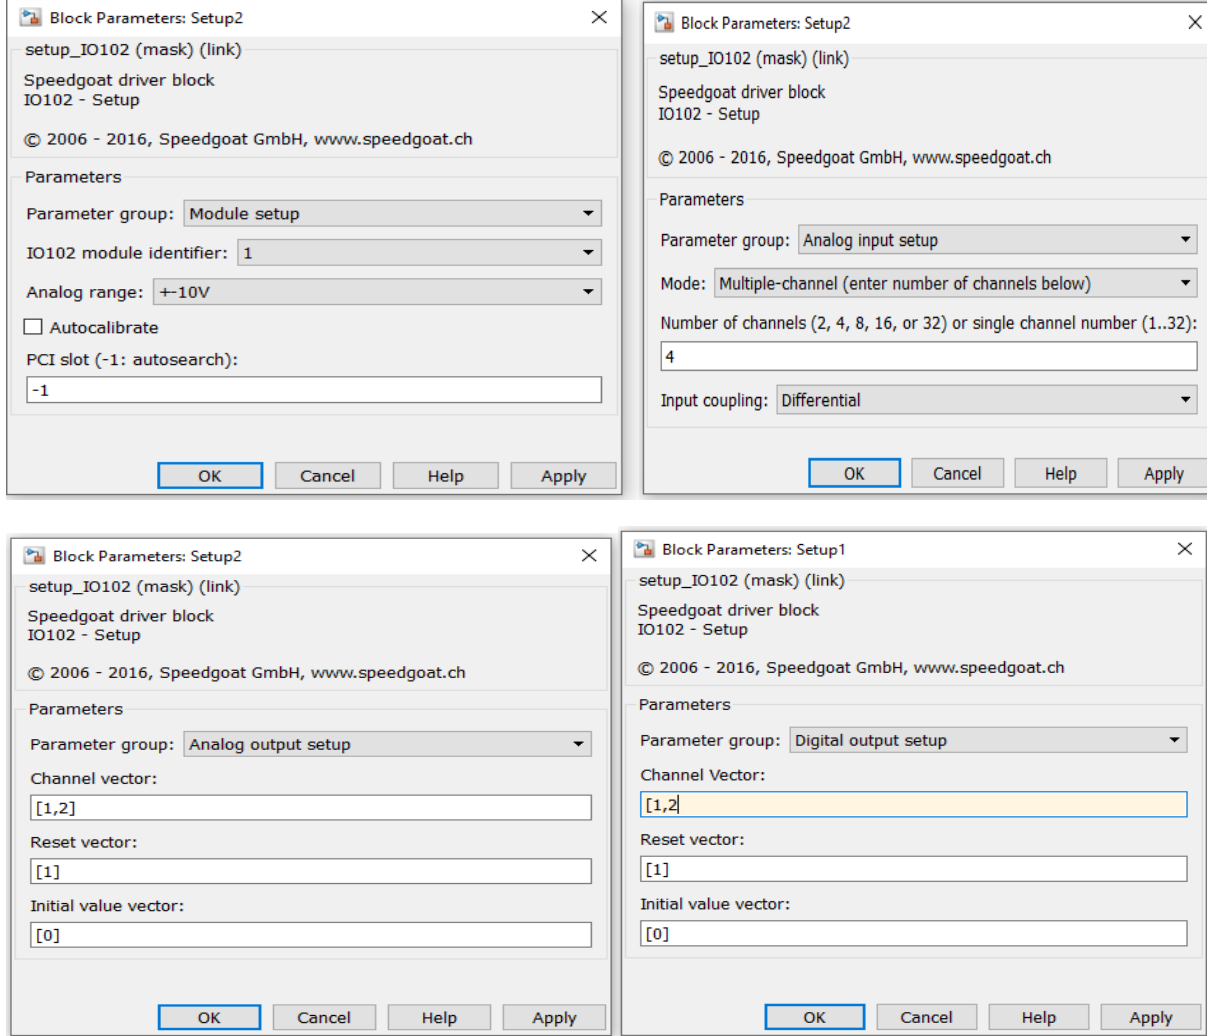 Block Parameters: Setup2
setup_IO102 (mask) (link)
Speedgoat driver block
IO102 - Setup
© 2006 - 2016, Speedgoat GmbH, www.speedgoat.ch
Parameters
Parameter group: Module setup
IO102 module identifier: 1
Analog range: +-10V
Autocalibrate
PCI slot (-1: autosearch):
-1
OK Cancel Help Apply
Block Parameters: Setup2
setup_IO102 (mask) (link)
Speedgoat driver block
IO102 - Setup
© 2006 - 2016, Speedgoat GmbH, www.speedgoat.ch
Parameters
Parameter group: Analog input setup
Mode: Multiple-channel (enter number of channels below)
Number of channels (2, 4, 8, 16, or 32) or single channel number (1..32):
4
Input coupling: Differential
OK Cancel Help Apply
Block Parameters: Setup2
setup_IO102 (mask) (link)
Speedgoat driver block
IO102 - Setup
© 2006 - 2016, Speedgoat GmbH, www.speedgoat.ch
Parameters
Parameter group: Analog output setup
Channel vector:
[1,2]
Reset vector:
[1]
Initial value vector:
[0]
OK Cancel Help Apply
Block Parameters: Setup1
setup_IO102 (mask) (link)
Speedgoat driver block
IO102 - Setup
© 2006 - 2016, Speedgoat GmbH, www.speedgoat.ch
Parameters
Parameter group: Digital output setup
Channel Vector:
[1,2
Reset vector:
[1]
Initial value vector:
[0]
OK Cancel Help Apply